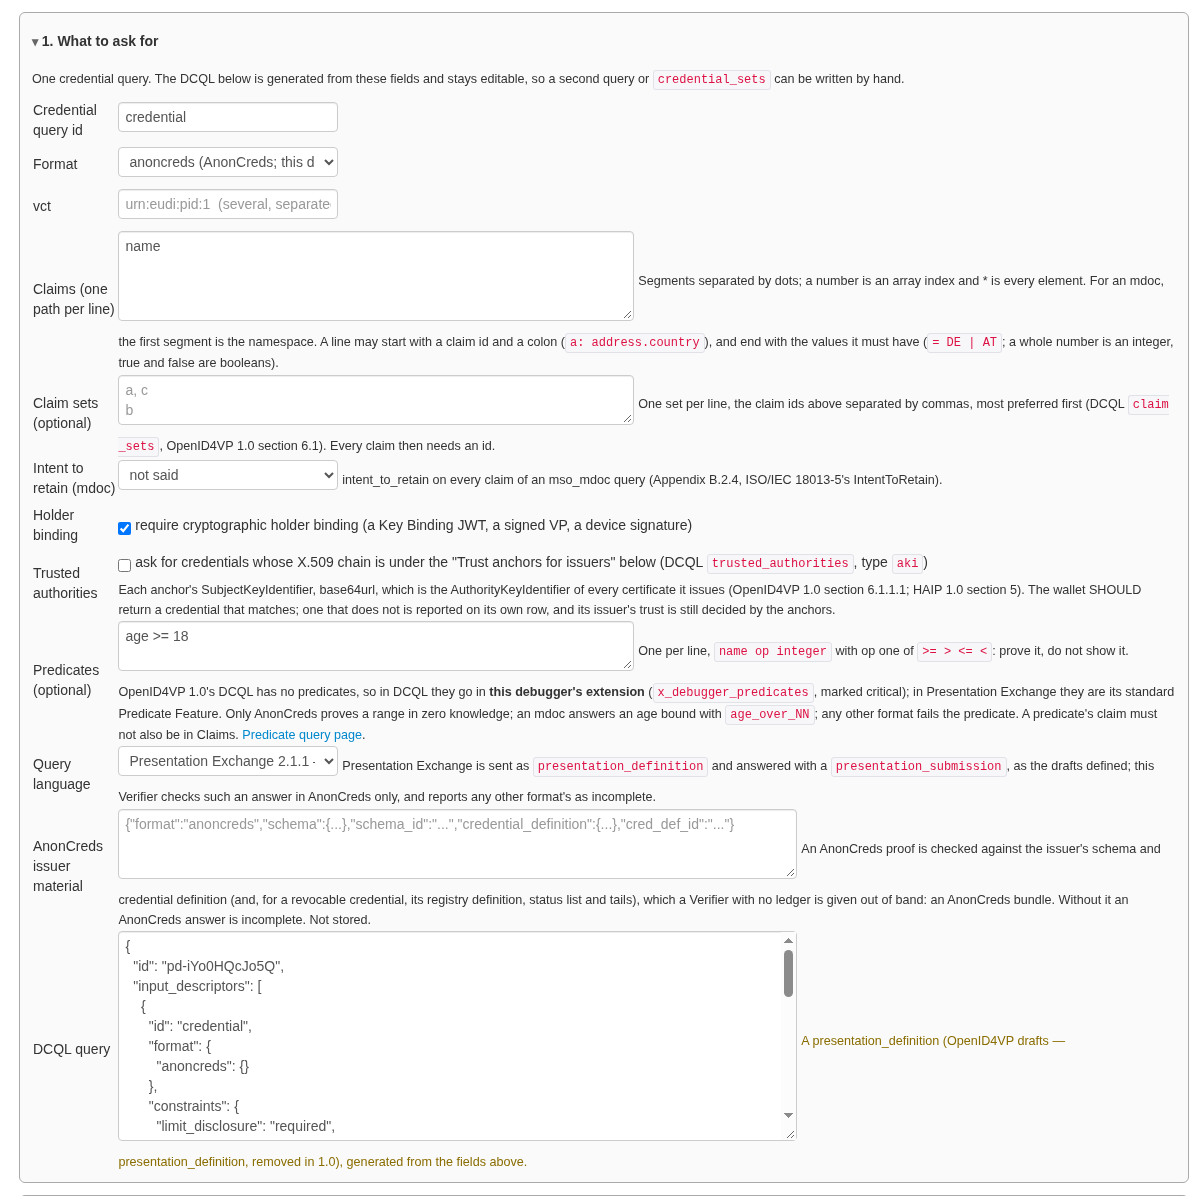 ▾ 1. What to ask for
One credential query. The DCQL below is generated from these fields and stays editable, so a second query or credential_sets can be written by hand.
Credential
query id
credential
Format
anoncreds (AnonCreds; this d
vct
urn:eudi:pid:1  (several, separate
name
Claims (one
path per line)
Segments separated by dots; a number is an array index and * is every element. For an mdoc,
the first segment is the namespace. A line may start with a claim id and a colon (a: address.country), and end with the values it must have (= DE | AT; a whole number is an integer,
true and false are booleans).
Claim sets
(optional)
a, c
b
One set per line, the claim ids above separated by commas, most preferred first (DCQL claim
_sets, OpenID4VP 1.0 section 6.1). Every claim then needs an id.
Intent to
retain (mdoc)
not said
intent_to_retain on every claim of an mso_mdoc query (Appendix B.2.4, ISO/IEC 18013-5's IntentToRetain).
Holder
binding
require cryptographic holder binding (a Key Binding JWT, a signed VP, a device signature)
Trusted
authorities
ask for credentials whose X.509 chain is under the "Trust anchors for issuers" below (DCQL trusted_authorities, type aki)
Each anchor's SubjectKeyIdentifier, base64url, which is the AuthorityKeyIdentifier of every certificate it issues (OpenID4VP 1.0 section 6.1.1.1; HAIP 1.0 section 5). The wallet SHOULD
return a credential that matches; one that does not is reported on its own row, and its issuer's trust is still decided by the anchors.
Predicates
(optional)
age >= 18
One per line, name op integer with op one of >= > <= <: prove it, do not show it.
OpenID4VP 1.0's DCQL has no predicates, so in DCQL they go in this debugger's extension (x_debugger_predicates, marked critical); in Presentation Exchange they are its standard
Predicate Feature. Only AnonCreds proves a range in zero knowledge; an mdoc answers an age bound with age_over_NN; any other format fails the predicate. A predicate's claim must
not also be in Claims. Predicate query page.
Query
language
Presentation Exchange 2.1.1 -
Presentation Exchange is sent as presentation_definition and answered with a presentation_submission, as the drafts defined; this
Verifier checks such an answer in AnonCreds only, and reports any other format's as incomplete.
AnonCreds
issuer
material
{"format":"anoncreds","schema":{...},"schema_id":"...","credential_definition":{...},"cred_def_id":"..."}
An AnonCreds proof is checked against the issuer's schema and
credential definition (and, for a revocable credential, its registry definition, status list and tails), which a Verifier with no ledger is given out of band: an AnonCreds bundle. Without it an
AnonCreds answer is incomplete. Not stored.
DCQL query
{
  "id": "pd-iYo0HQcJo5Q",
  "input_descriptors": [
    {
      "id": "credential",
      "format": {
        "anoncreds": {}
      },
      "constraints": {
        "limit_disclosure": "required",
A presentation_definition (OpenID4VP drafts —
presentation_definition, removed in 1.0), generated from the fields above.